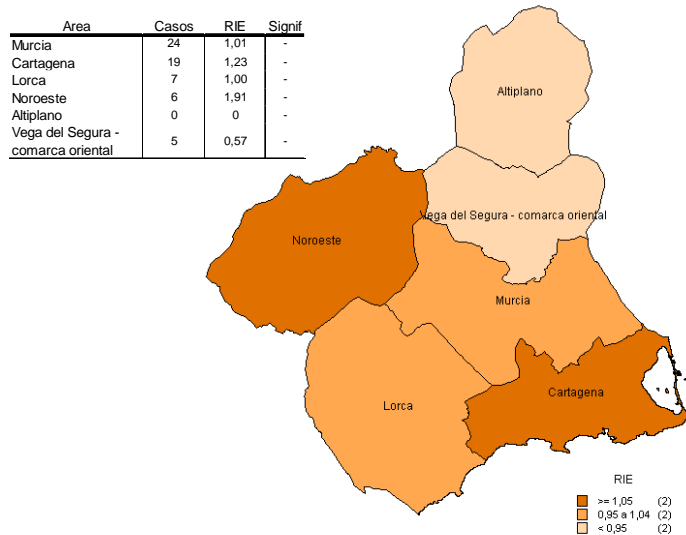 Area Casos RIE Signif
Murcia 24 1,01 -
Cartagena 19 1,23 -
Lorca 7 1,00 -
Noroeste 6 1,91 -
Altiplano 0 0 -
Vega del Segura -
comarca oriental 5 0,57 -
Altiplano
Vega del Segura - comarca oriental
Noroeste
Murcia
Cartagena
Lorca
RIE
>= 1,05 (2)
0,95 a 1,04 (2)
< 0,95 (2)